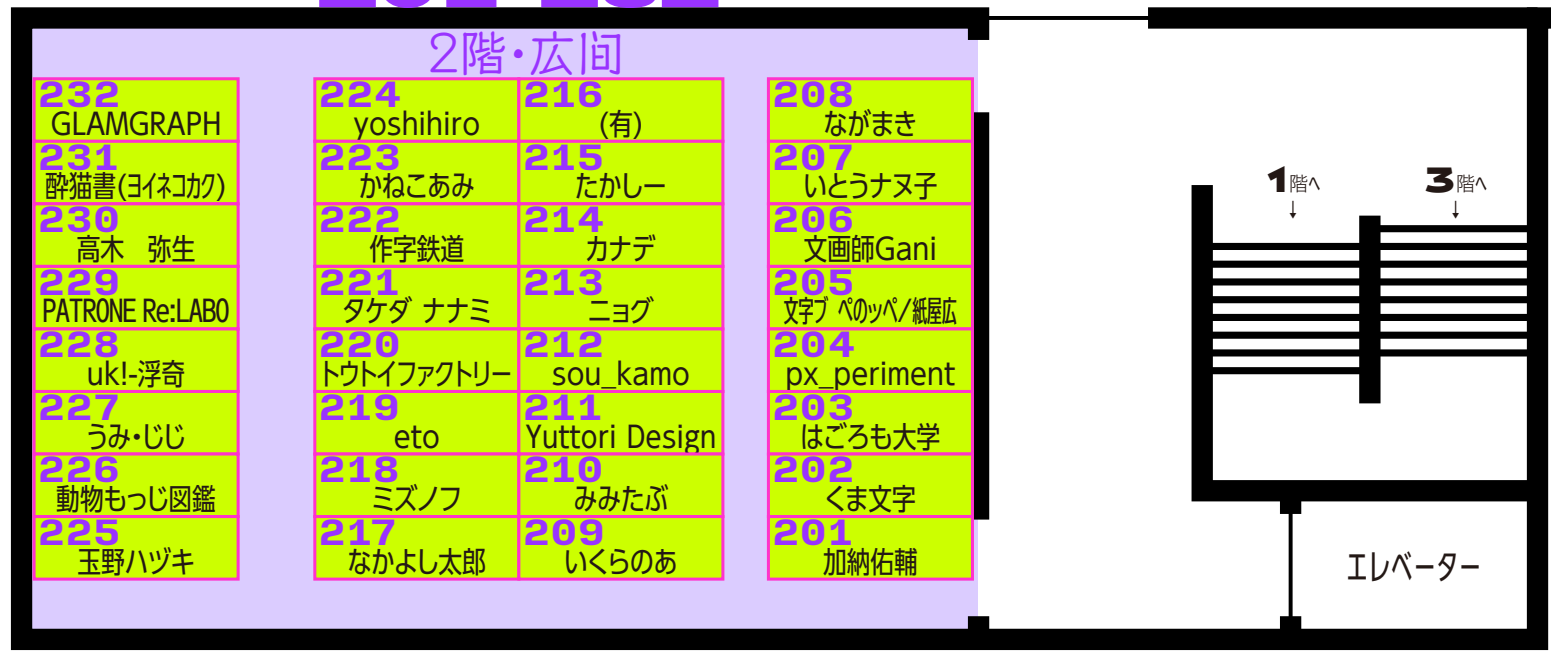 2階・広间
232
GLAMGRAPH
231
酔猫書(ヨイネコカク)
230
高木　弥生
229
PATRONE Re:LABO
228
uk!-浮奇
227
うみ・じじ
226
動物もっじ図鑑
225
玉野ハヅキ
224
yoshihiro
223
かねこあみ
222
作字鉄道
221
タケダ ナナミ
220
トウトイファクトリー
219
eto
218
ミズノフ
217
なかよし太郎
216
(有)
215
たかしー
214
カナデ
213
ニョグ
212
sou_kamo
211
Yuttori Design
210
みみたぶ
209
いくらのあ
208
ながまき
207
いとうナヌ子
206
文画師Gani
205
文字ブ ペのッペ/紙屋広
204
px_periment
203
はごろも大学
202
くま文字
201
加納佑輔
1階へ
↓
3階へ
↓
エレベーター